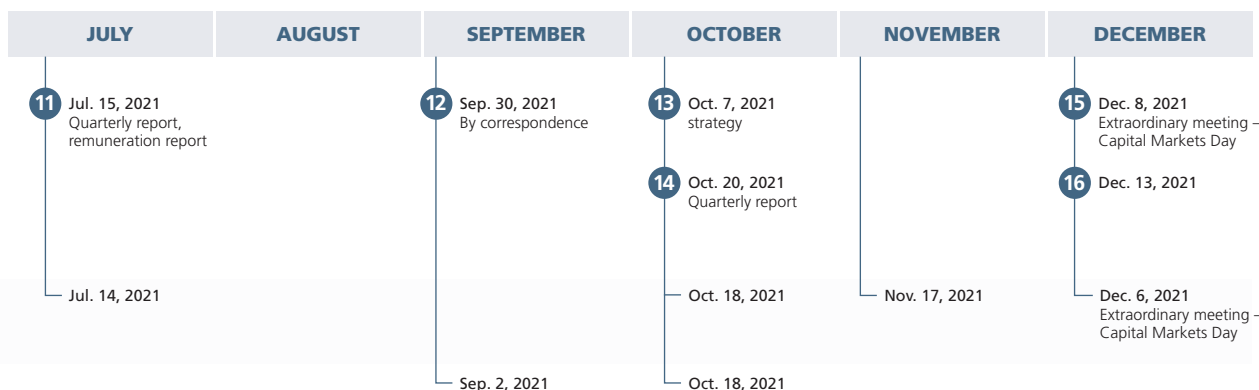 JULY
AUGUST
SEPTEMBER
OCTOBER
NOVEMBER
DECEMBER
11
Jul. 15, 2021
Quarterly report,
remuneration report
12
Sep. 30, 2021
By correspondence
13
Oct. 7, 2021
strategy
15
Dec. 8, 2021
Extraordinary meeting –
Capital Markets Day
14
Oct. 20, 2021
Quarterly report
16
Dec. 13, 2021
Jul. 14, 2021
Oct. 18, 2021
Nov. 17, 2021
Dec. 6, 2021
Extraordinary meeting –
Capital Markets Day
Sep. 2, 2021
Oct. 18, 2021